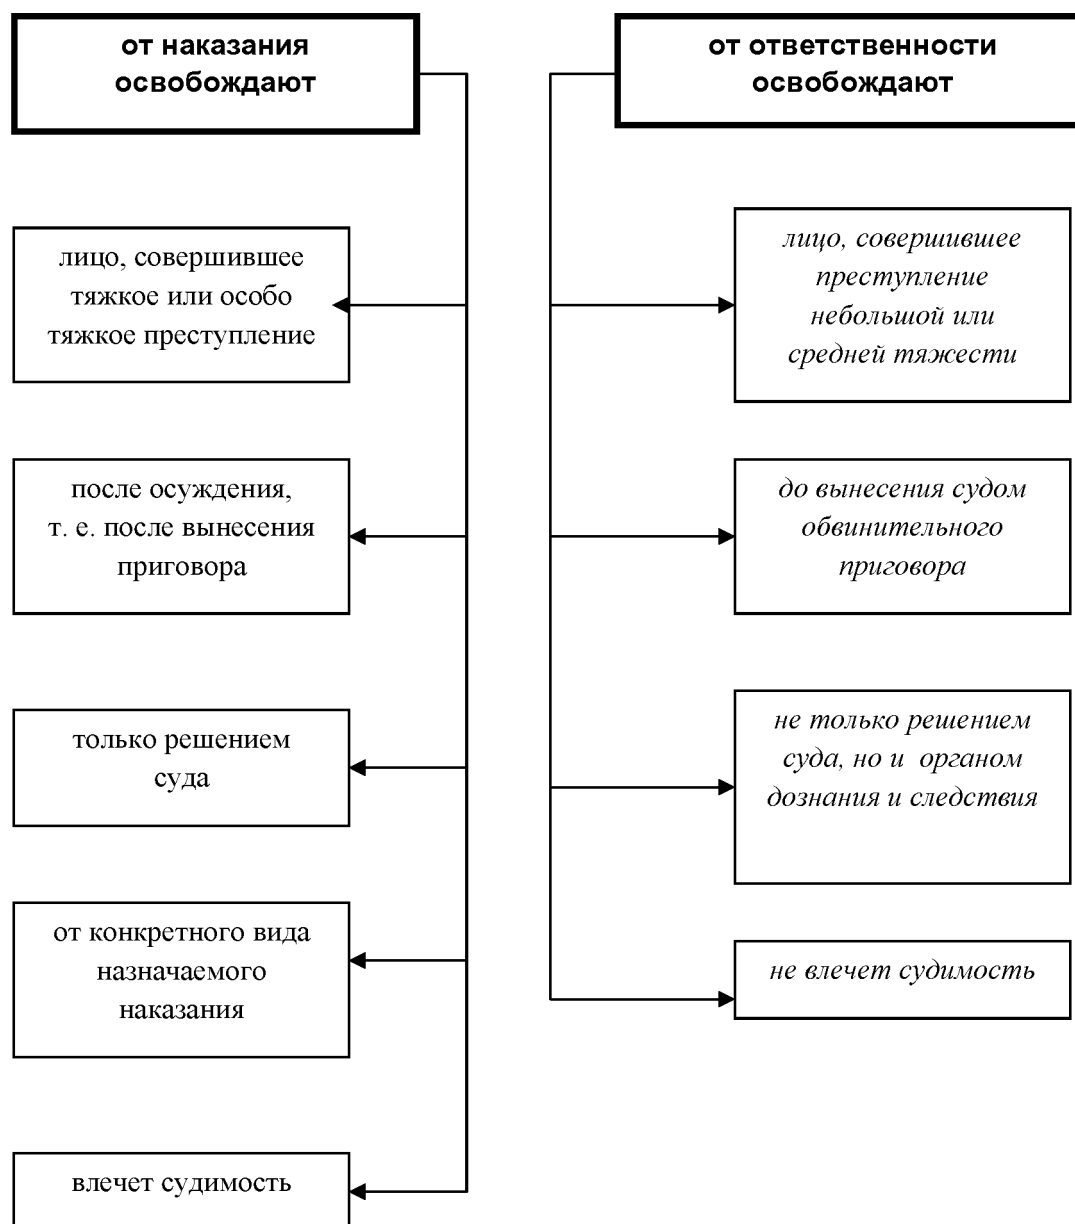 от наказания
освобождают
лицо, совершившее
тяжкое или особо
тяжкое преступление
после осуждения,
т. е. после вынесения
приговора
только решением
суда
от конкретного вида
назначаемого
наказания
влечет судимость
от ответственности
освобождают
лицо, совершившее
преступление
небольшой или
средней тяжести
до вынесения судом
обвинительного
приговора
не только решением
суда, но и органом
дознания и следствия
не влечет судимость